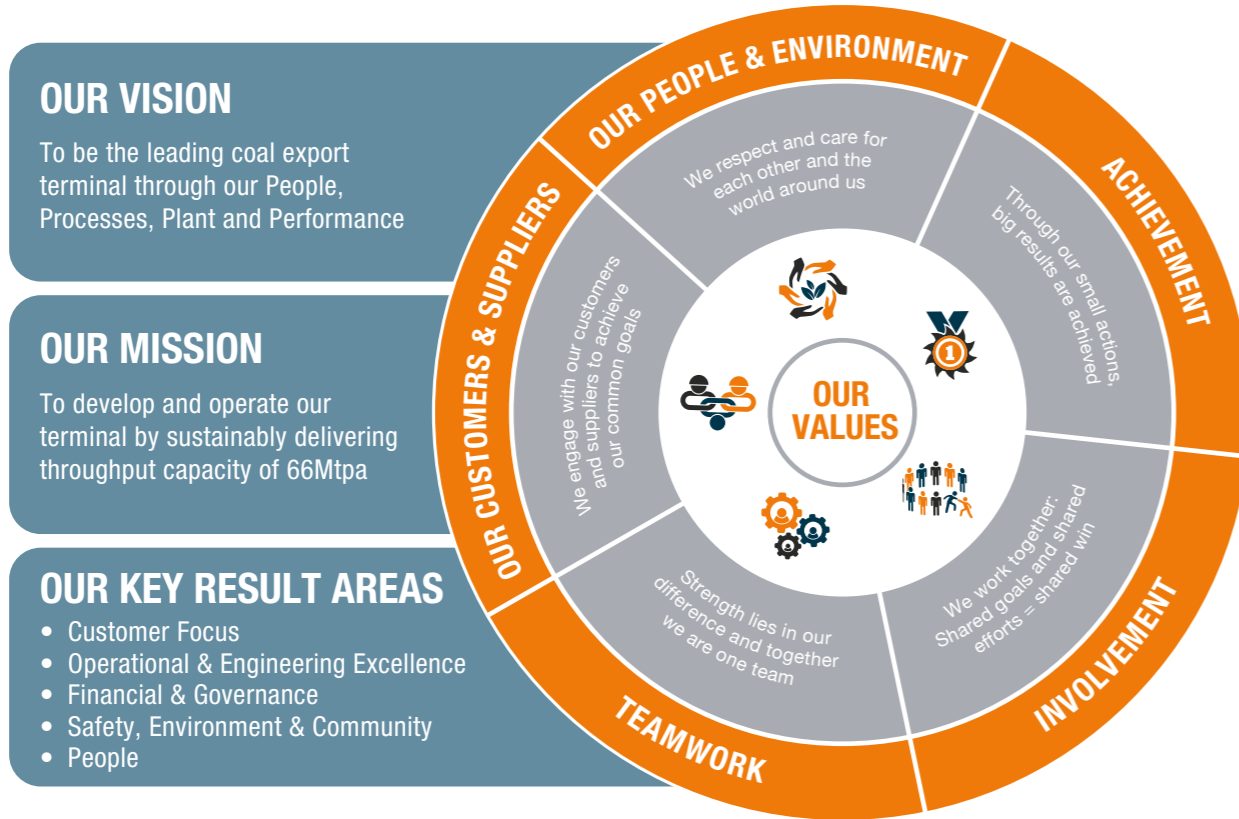 OUR VISION
To be the leading coal export
terminal through our People,
Processes, Plant and Performance
OUR MISSION
To develop and operate our
terminal by sustainably delivering
throughput capacity of 66Mtpa
OUR KEY RESULT AREAS
• Customer Focus
• Operational & Engineering Excellence
• Financial & Governance
• Safety, Environment & Community
• People
OUR PEOPLE & ENVIRONMENT
We respect and care for
each other and the
world around us
ACHIEVEMENT
Through our small actions,
big results are achieved
INVOLVEMENT
We work together:
Shared goals and shared
efforts = shared win
TEAMWORK
Strength lies in our
difference and together
we are one team
OUR CUSTOMERS & SUPPLIERS
We engage with our customers
and suppliers to achieve
our common goals
1
OUR
VALUES